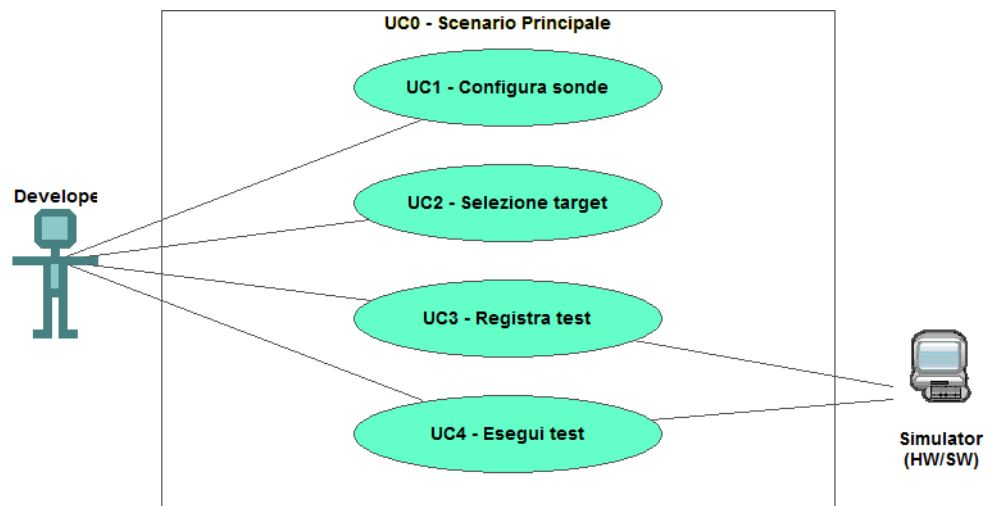 UC0 - Scenario Principale
UC1 - Configura sonde
Develope
UC2 - Selezione target
UC3 - Registra test
UC4 - Esegui test
Simulator
(HW/SW)